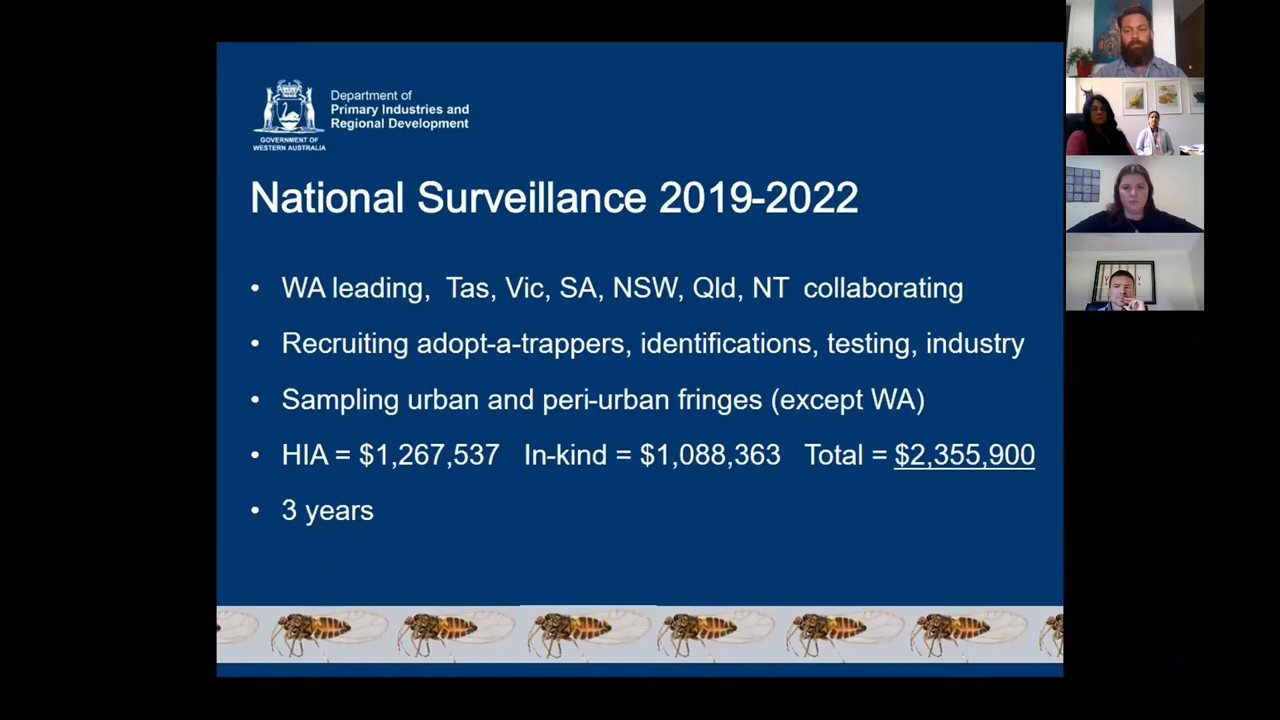 Department of
Primary Industries and
Regional Development
GOVERNMENT OF
WESTERN AUSTRALIA
National Surveillance 2019-2022
• WA leading, Tas, Vic, SA, NSW, Qld, NT collaborating
• Recruiting adopt-a-trappers, identifications, testing, industry
• Sampling urban and peri-urban fringes (except WA)
• HIA = $1,267,537 In-kind = $1,088,363 Total = $2,355,900
• 3 years